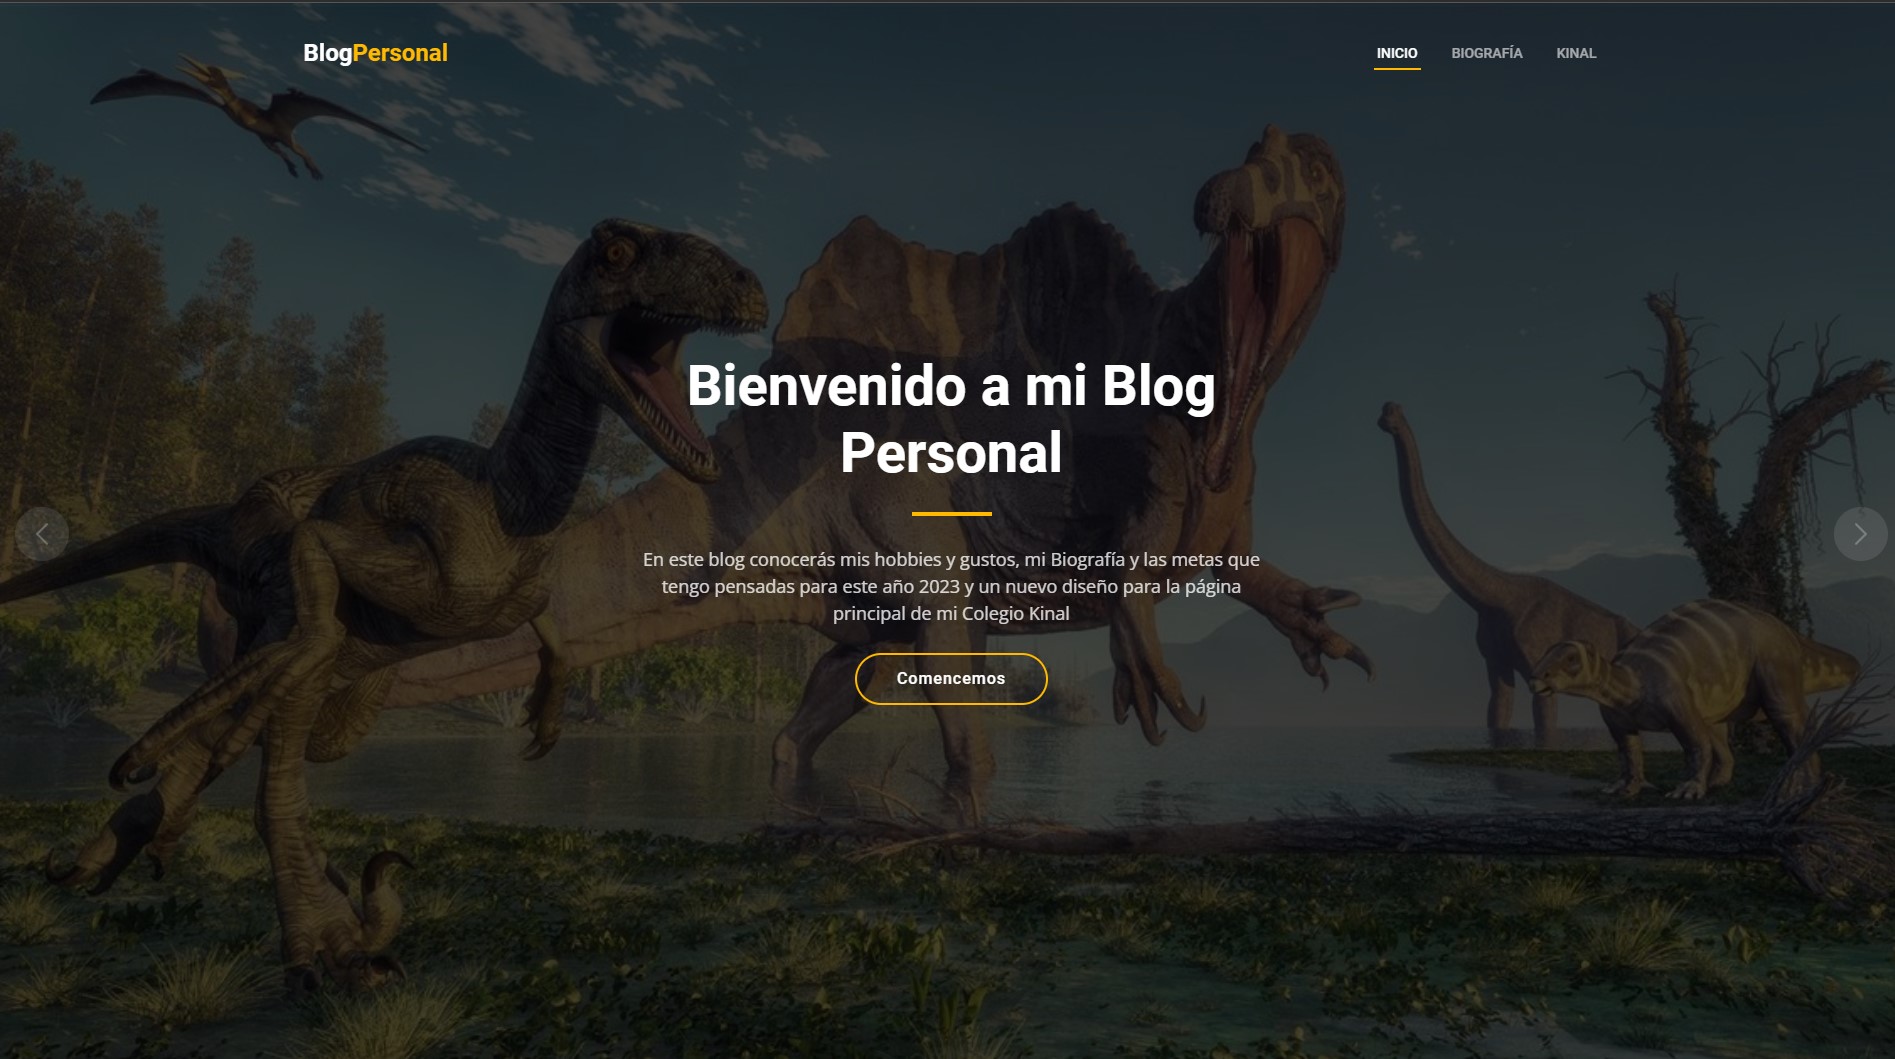 BlogPersonal
INICIO BIOGRAFÍA KINAL
Bienvenido a mi Blog
Personal
En este blog conocerás mis hobbies y gustos, mi Biografía y las metas que
tengo pensadas para este año 2023 y un nuevo diseño para la página
principal de mi Colegio Kinal
Comencemos